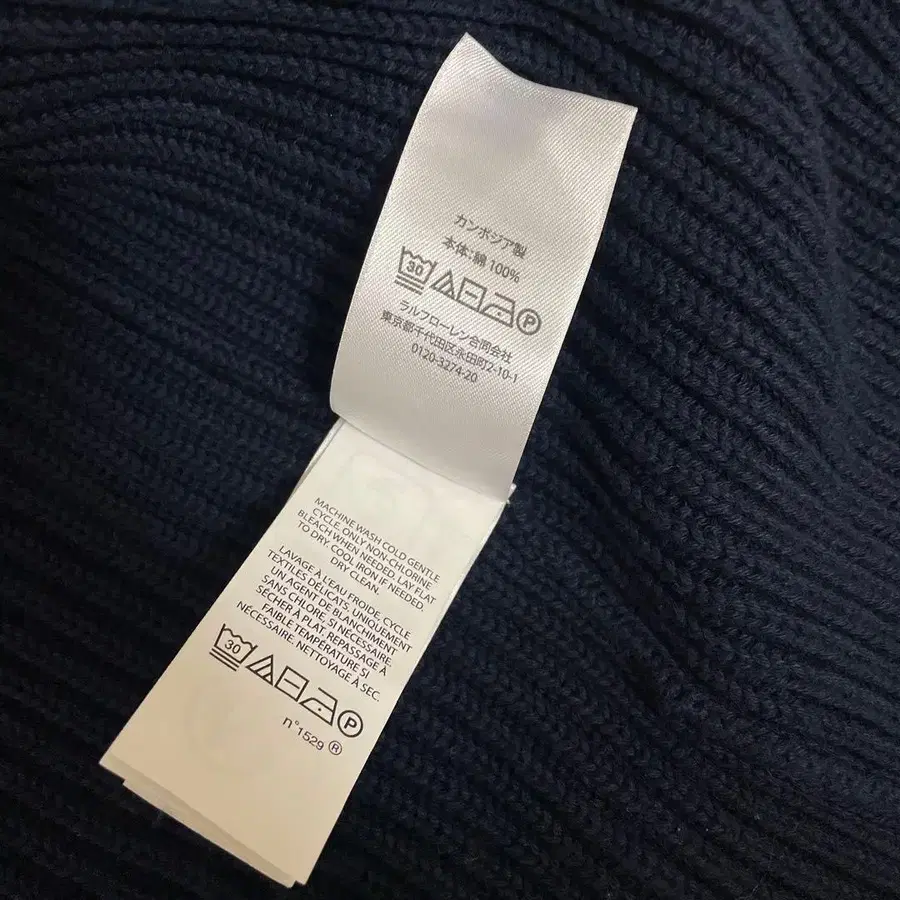 カンボジア製
本体:綿 100%
30 P
ラルフローレン合同会社
東京都千代田区永田町2-10-1
0120-3274-20
MACHINE WASH COLD GENTLE
CYCLE. ONLY NON-CHLORINE
BLEACH WHEN NEEDED. LAY FLAT
TO DRY. COOL IRON IF NEEDED.
DRY CLEAN.
LAVAGE À L'EAU FROIDE, CYCLE
TEXTILES DÉLICATS. UNIQUEMENT
UN AGENT DE BLANCHIMENT
SANS CHLORE, SI NÉCESSAIRE.
SÉCHER À PLAT. REPASSAGE À
FAIBLE TEMPÉRATURE SI
NÉCESSAIRE. NETTOYAGE À SEC.
30 P
n°1529 ®